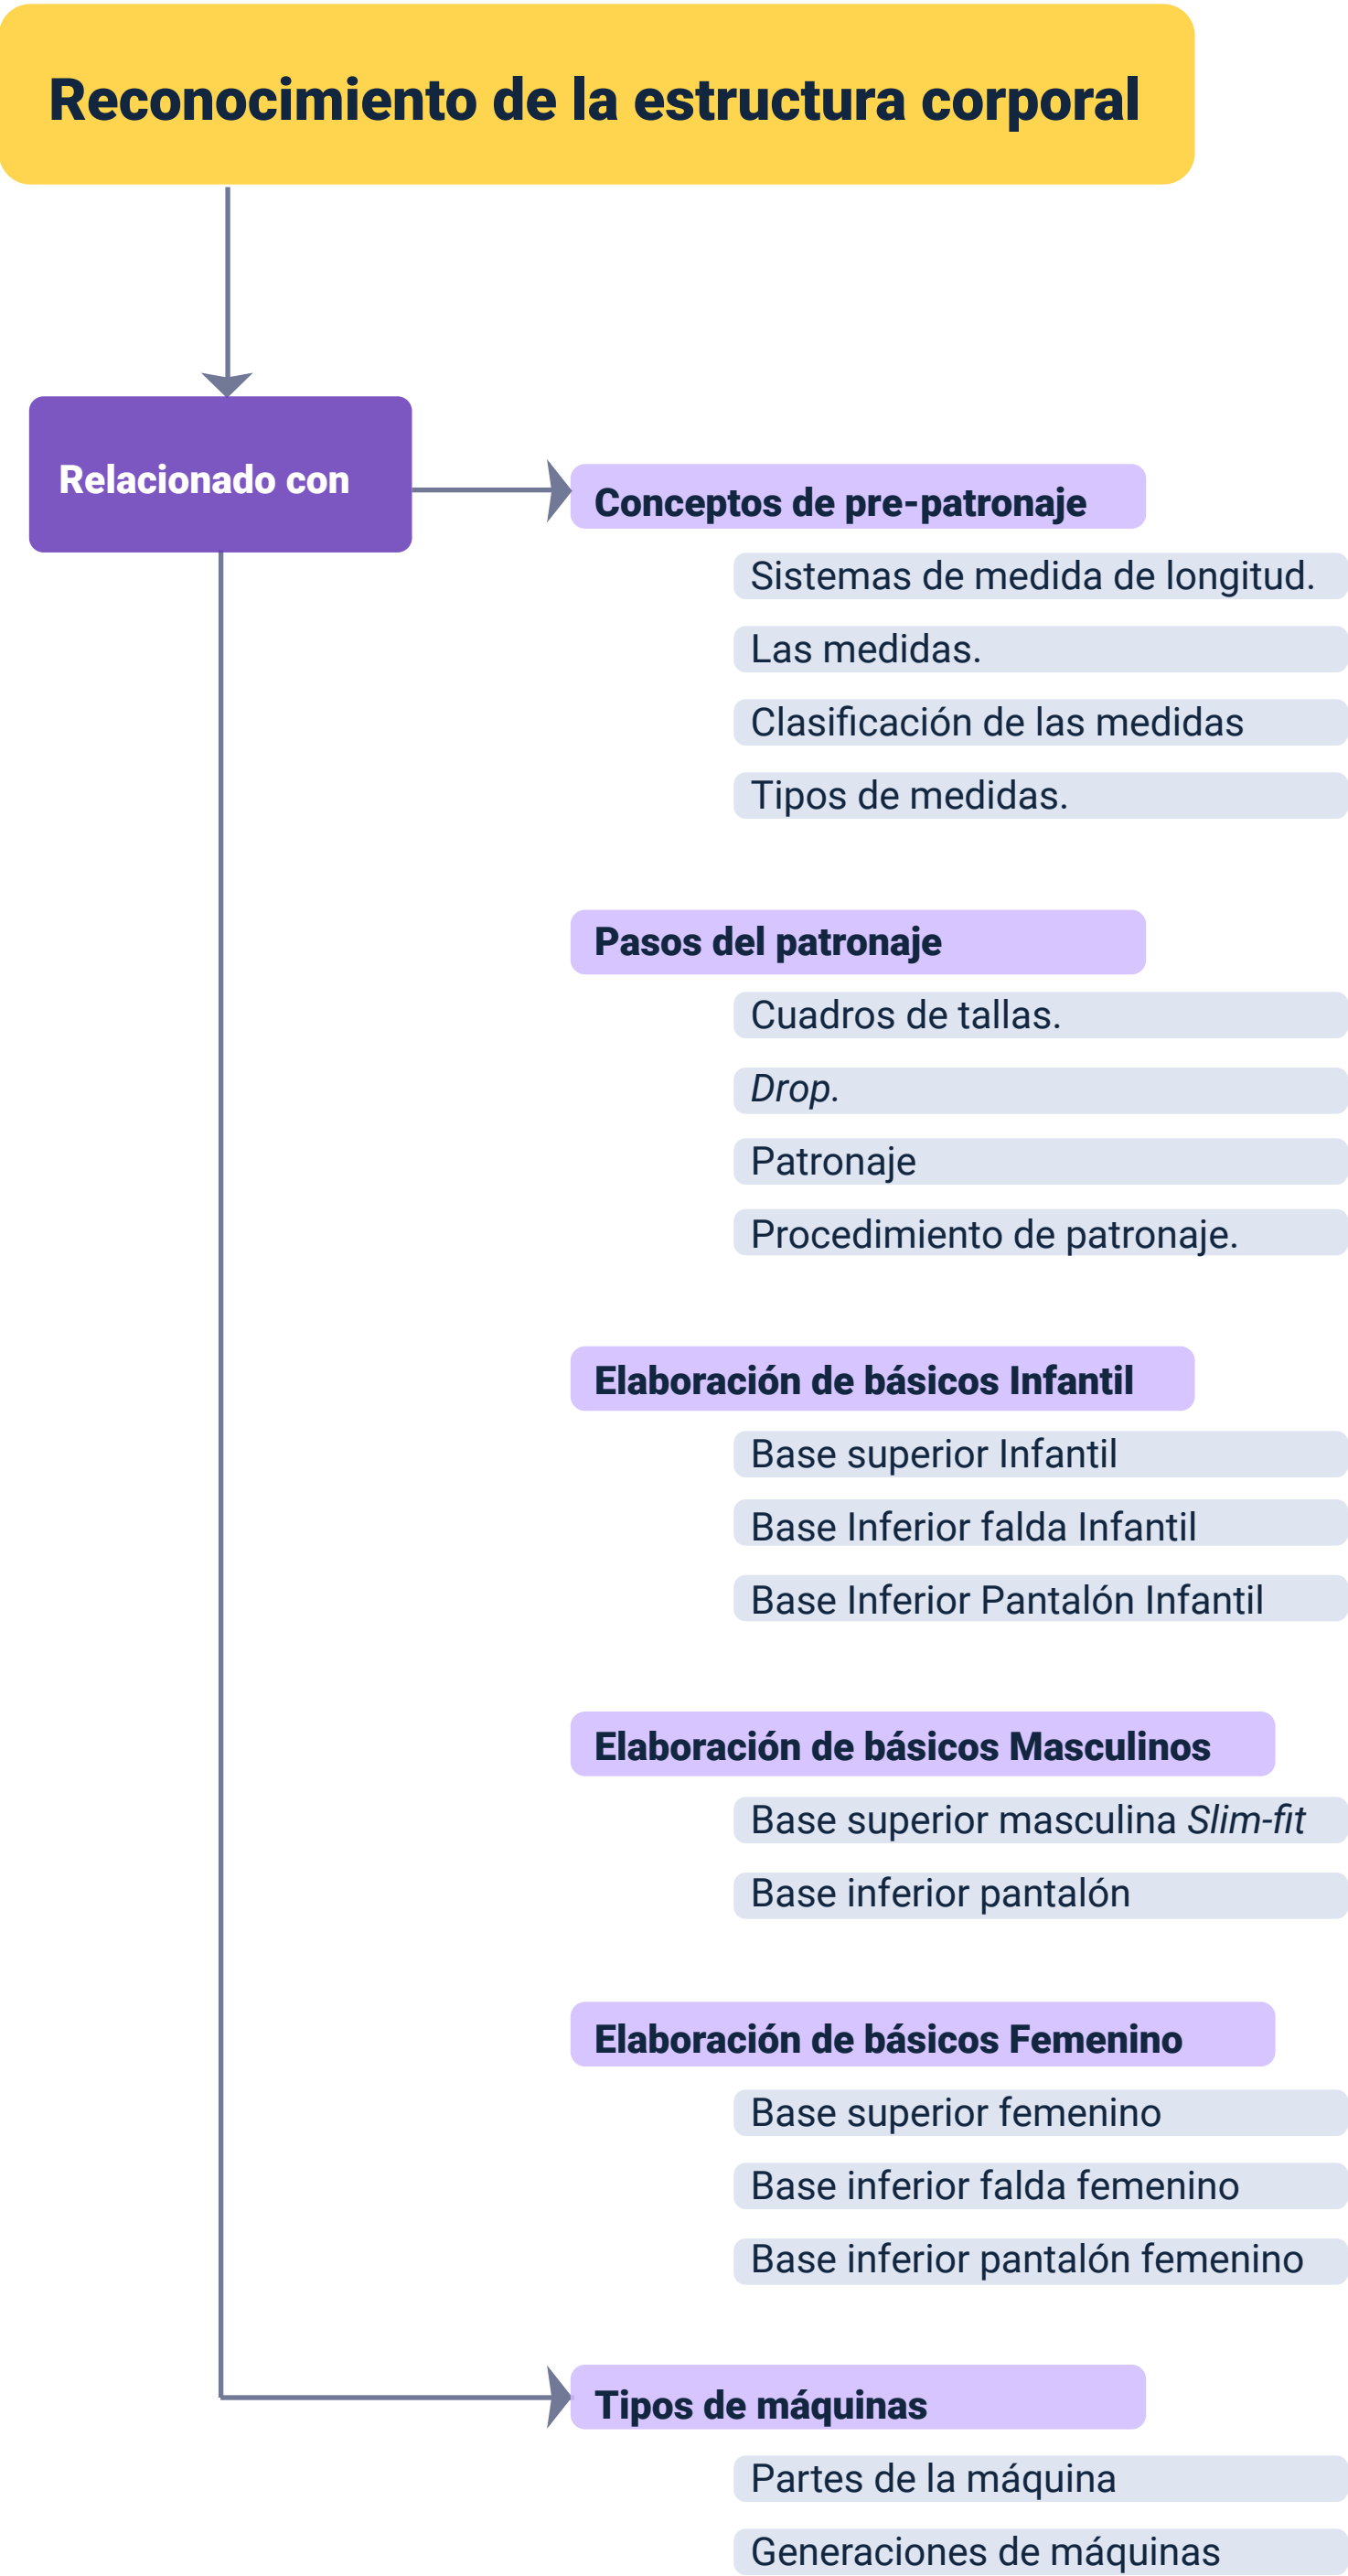 Reconocimiento de la estructura corporal
Relacionado con
Conceptos de pre-patronaje
Sistemas de medida de longitud.
Las medidas.
Clasificación de las medidas
Tipos de medidas.
Pasos del patronaje
Cuadros de tallas.
Drop.
Patronaje
Procedimiento de patronaje.
Elaboración de básicos Infantil
Base superior Infantil
Base Inferior falda Infantil
Base Inferior Pantalón Infantil
Elaboración de básicos Masculinos
Base superior masculina Slim-fit
Base inferior pantalón
Elaboración de básicos Femenino
Base superior femenino
Base inferior falda femenino
Base inferior pantalón femenino
Tipos de máquinas
Partes de la máquina
Generaciones de máquinas